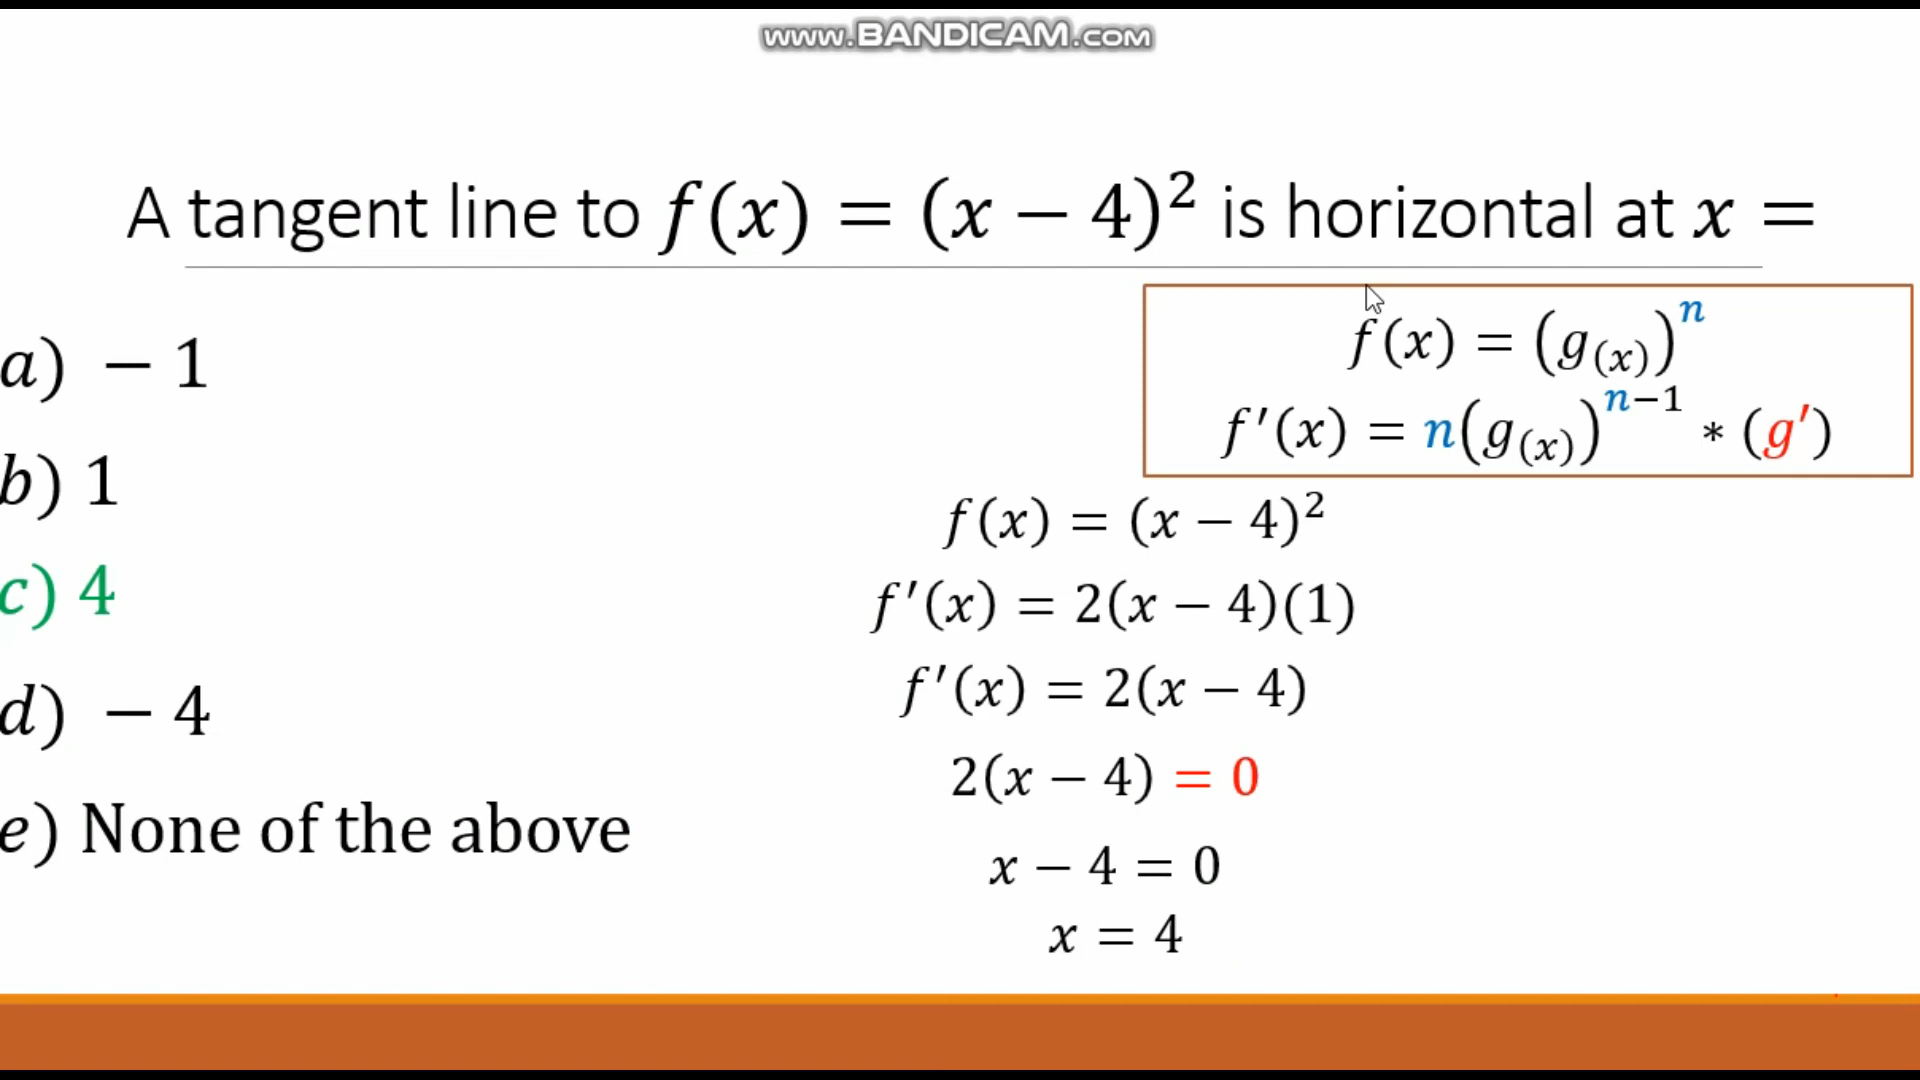 www.BANDICAM.com
A tangent line to f(x) = (x − 4)² is horizontal at x =
a) − 1
b) 1
c) 4
d) − 4
e) None of the above
f(x) = (g₍ₓ₎)ⁿ
f′(x) = n(g₍ₓ₎)ⁿ⁻¹ * (g′)
f(x) = (x − 4)²
f′(x) = 2(x − 4)(1)
f′(x) = 2(x − 4)
2(x − 4) = 0
x − 4 = 0
x = 4